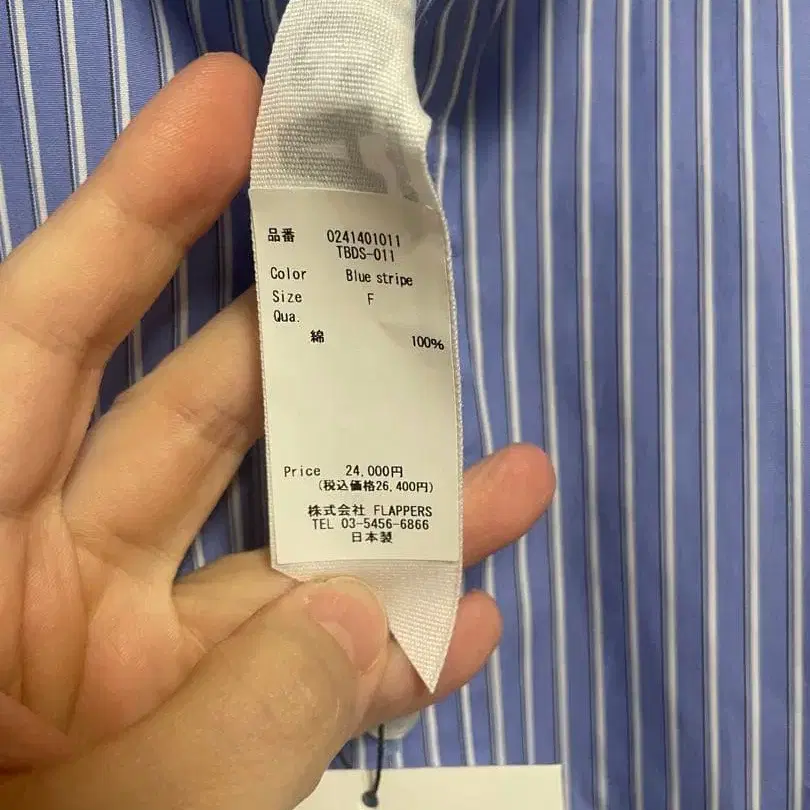 品番 0241401011
TBDS-011
Color Blue stripe
Size F
Qua.
綿 100%
Price 24,000円
(税込価格26,400円)
株式会社 FLAPPERS
TEL 03-5456-6866
日本製